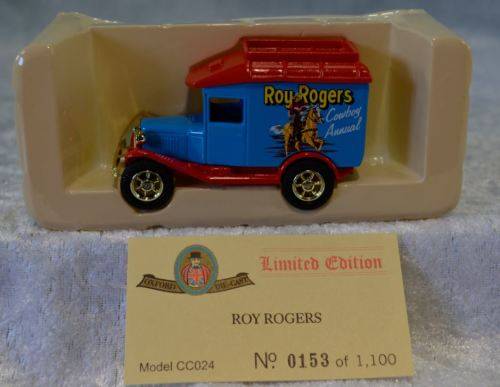 Roy Rogers
Cowboy
Annual
OXFORD DIE-CAST
Limited Edition
ROY ROGERS
Model CC024
No. 0153 of 1,100